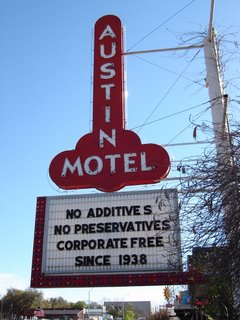 AUSTIN
MOTEL
NO ADDITIVES
NO PRESERVATIVES
CORPORATE FREE
SINCE 1938